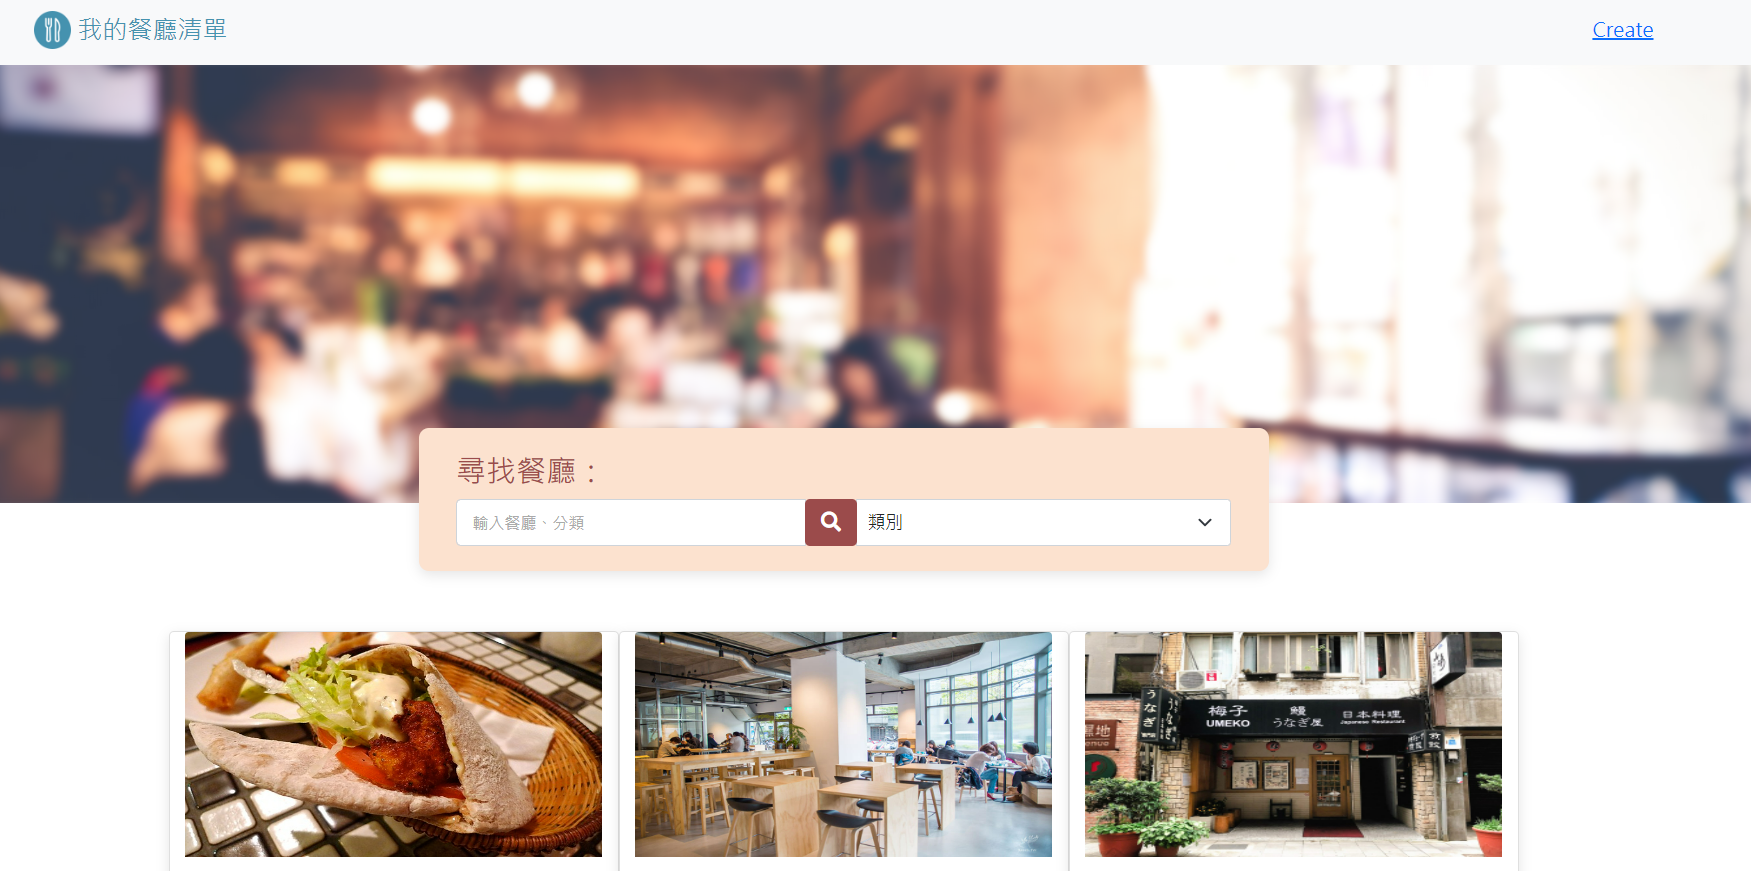 我的餐廳清單
Create
尋找餐廳：
輸入餐廳、分類
類別
うなぎ
梅子
UMEKO
鰻
うなぎ屋
日本料理
Japanese Restaurant